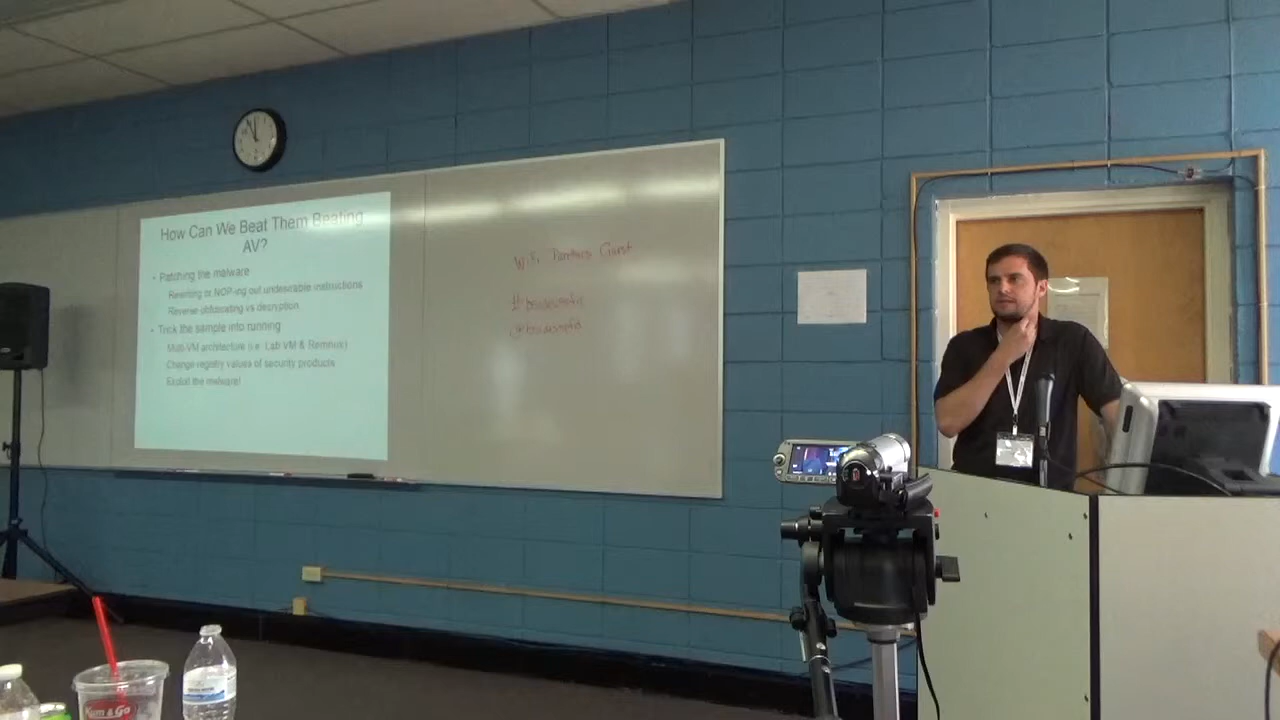 How Can We Beat Them Beating
AV?
• Patching the malware
Rewriting or NOP-ing out undesirable instructions
Reverse obfuscating vs decryption
• Trick the sample into running
Multi-VM architecture (i.e. Lab VM & Remnux)
Change registry values of security products
Exploit the malware!
WiFi Guest
Kum & Go